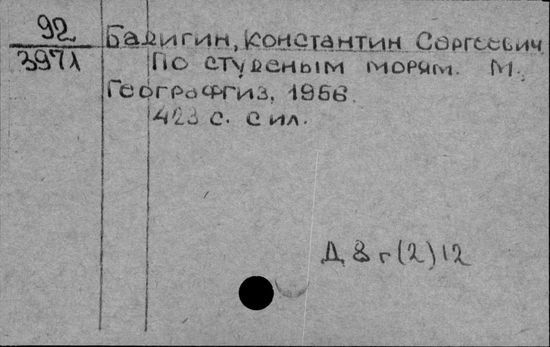 92
3971
Бадигин, Константин Сергеевич
По студеным морям. М.,
Географгиз, 1956.
423 с. с ил.
Д 8 г(2)12